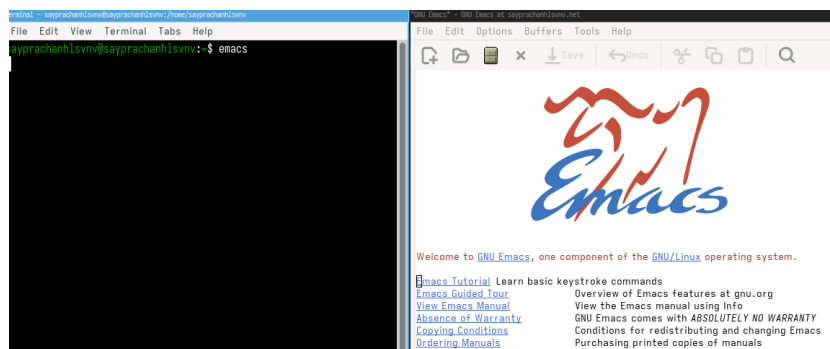 erminal - sayprachanhlsvnv@sayprachanhlsvnv:/home/sayprachanhlsvnv
File Edit View Terminal Tabs Help
sayprachanhlsvnv@sayprachanhlsvnv:~$ emacs
*GNU Emacs* - GNU Emacs at sayprachanhlsvnv.net
File Edit Options Buffers Tools Help
Save Undo
Emacs
Welcome to GNU Emacs, one component of the GNU/Linux operating system.
Emacs Tutorial Learn basic keystroke commands
Emacs Guided Tour Overview of Emacs features at gnu.org
View Emacs Manual View the Emacs manual using Info
Absence of Warranty GNU Emacs comes with ABSOLUTELY NO WARRANTY
Copying Conditions Conditions for redistributing and changing Emacs
Ordering Manuals Purchasing printed copies of manuals